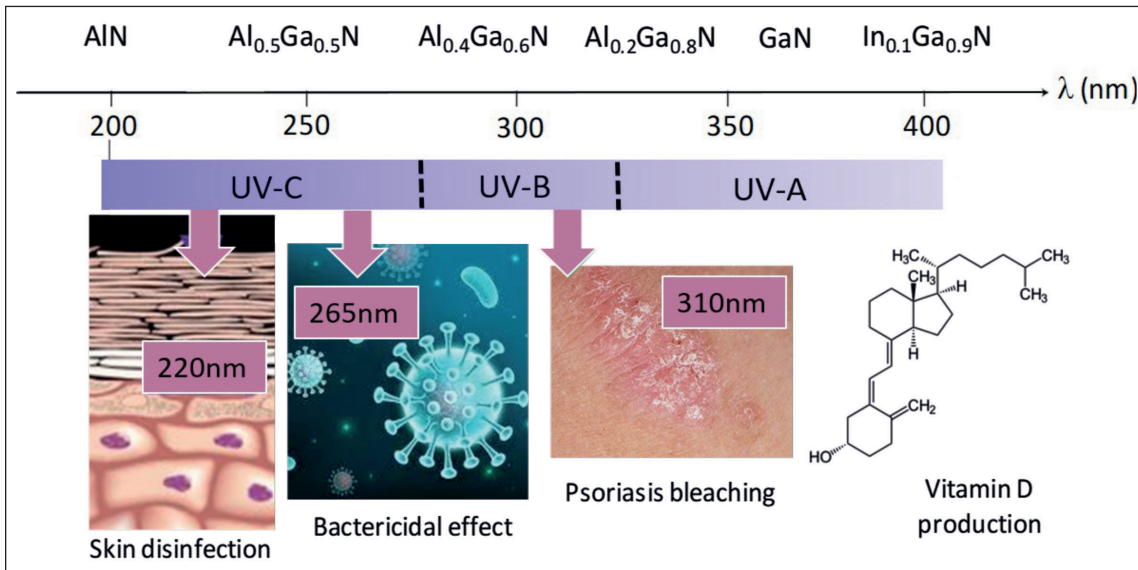 AlN Al₀.₅Ga₀.₅N Al₀.₄Ga₀.₆N Al₀.₂Ga₀.₈N GaN In₀.₁Ga₀.₉N
λ (nm)
200 250 300 350 400
UV-C UV-B UV-A
220nm
265nm
310nm
H₃C
CH₃
CH₃
CH₃
H
H
CH₂
HO
Skin disinfection
Bactericidal effect
Psoriasis bleaching
Vitamin D
production